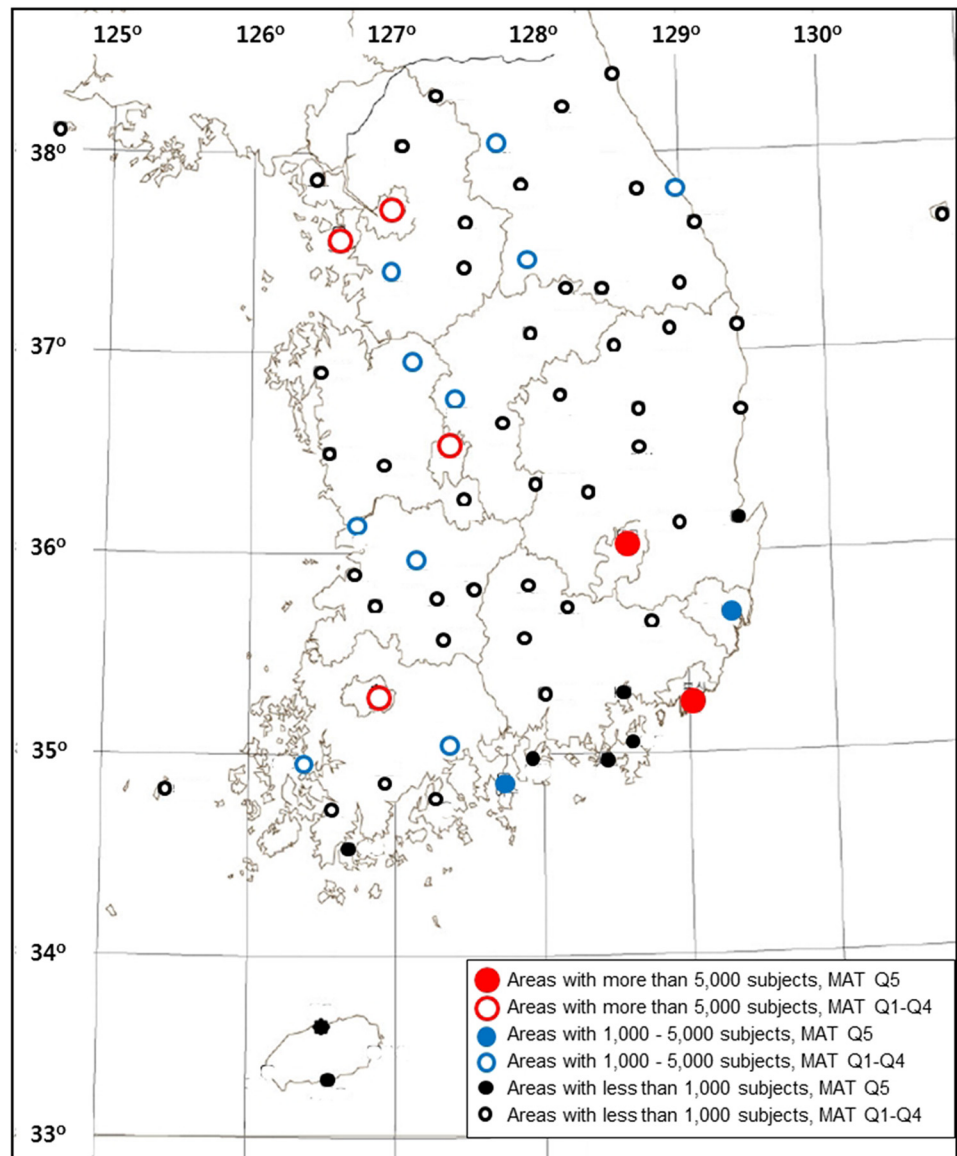 125º 126º 127º 128º 129º 130º
38º
37º
36º
35º
34º
33º
Areas with more than 5,000 subjects, MAT Q5
Areas with more than 5,000 subjects, MAT Q1-Q4
Areas with 1,000 - 5,000 subjects, MAT Q5
Areas with 1,000 - 5,000 subjects, MAT Q1-Q4
Areas with less than 1,000 subjects, MAT Q5
Areas with less than 1,000 subjects, MAT Q1-Q4